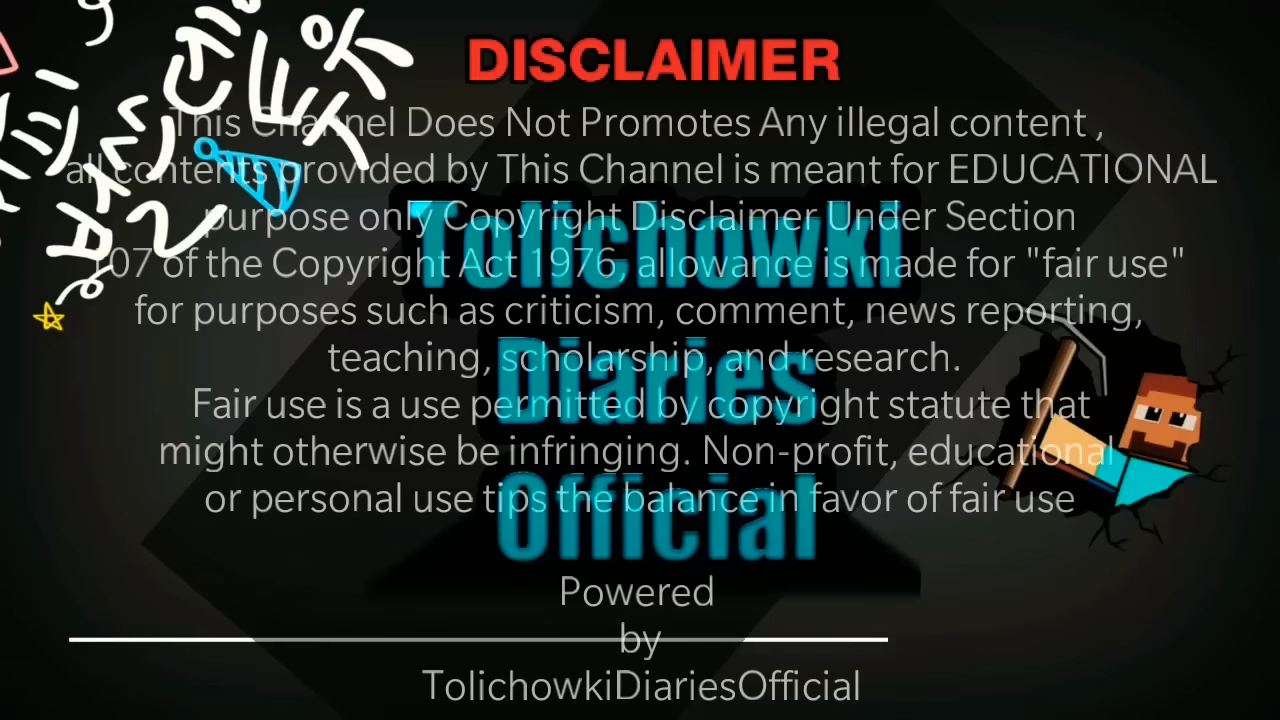 DISCLAIMER
This Channel Does Not Promotes Any illegal content ,
all contents provided by This Channel is meant for EDUCATIONAL
purpose only Copyright Disclaimer Under Section
107 of the Copyright Act 1976, allowance is made for "fair use"
for purposes such as criticism, comment, news reporting,
teaching, scholarship, and research.
Fair use is a use permitted by copyright statute that
might otherwise be infringing. Non-profit, educational
or personal use tips the balance in favor of fair use
Powered
by
TolichowkiDiariesOfficial
Tolichowki
Diaries
Official